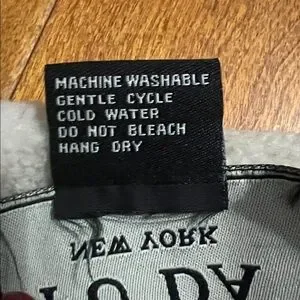 MACHINE WASHABLE
GENTLE CYCLE
COLD WATER
DO NOT BLEACH
HANG DRY
NEW YORK